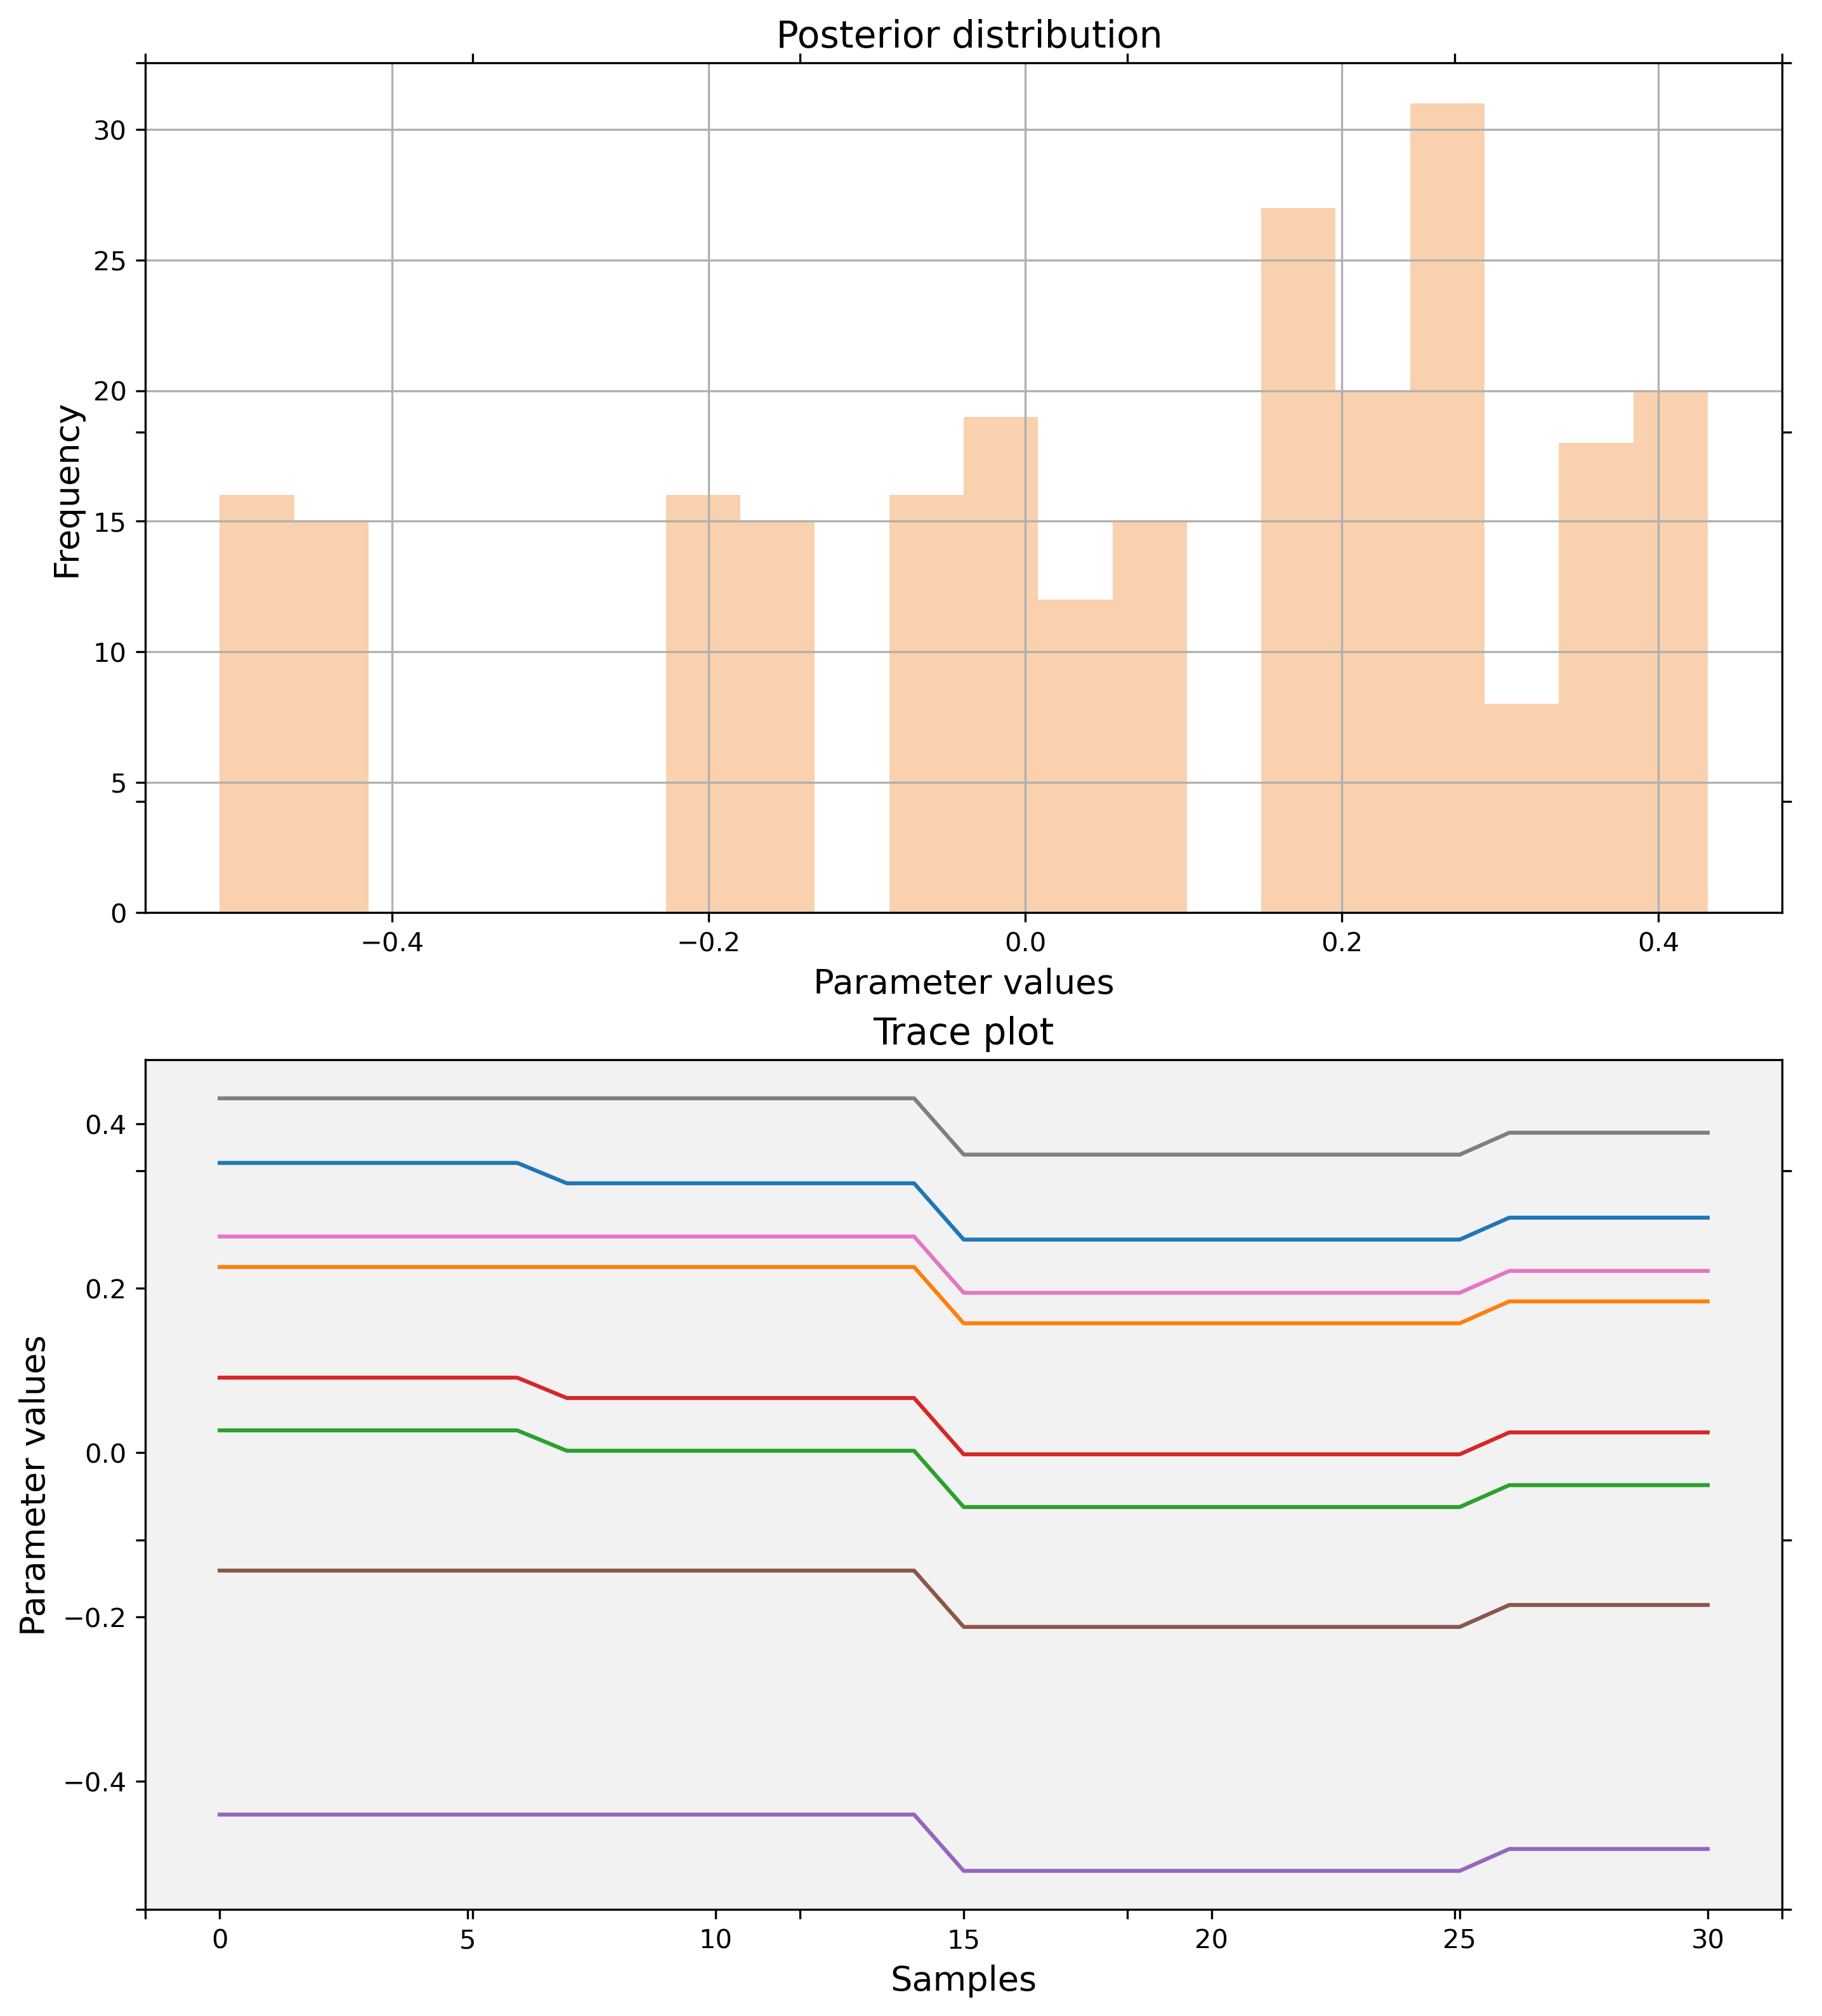 Posterior distribution
30
25
20
15
10
5
0
Frequency
−0.4 −0.2 0.0 0.2 0.4
Parameter values
Trace plot
0.4
0.2
0.0
−0.2
−0.4
Parameter values
0 5 10 15 20 25 30
Samples